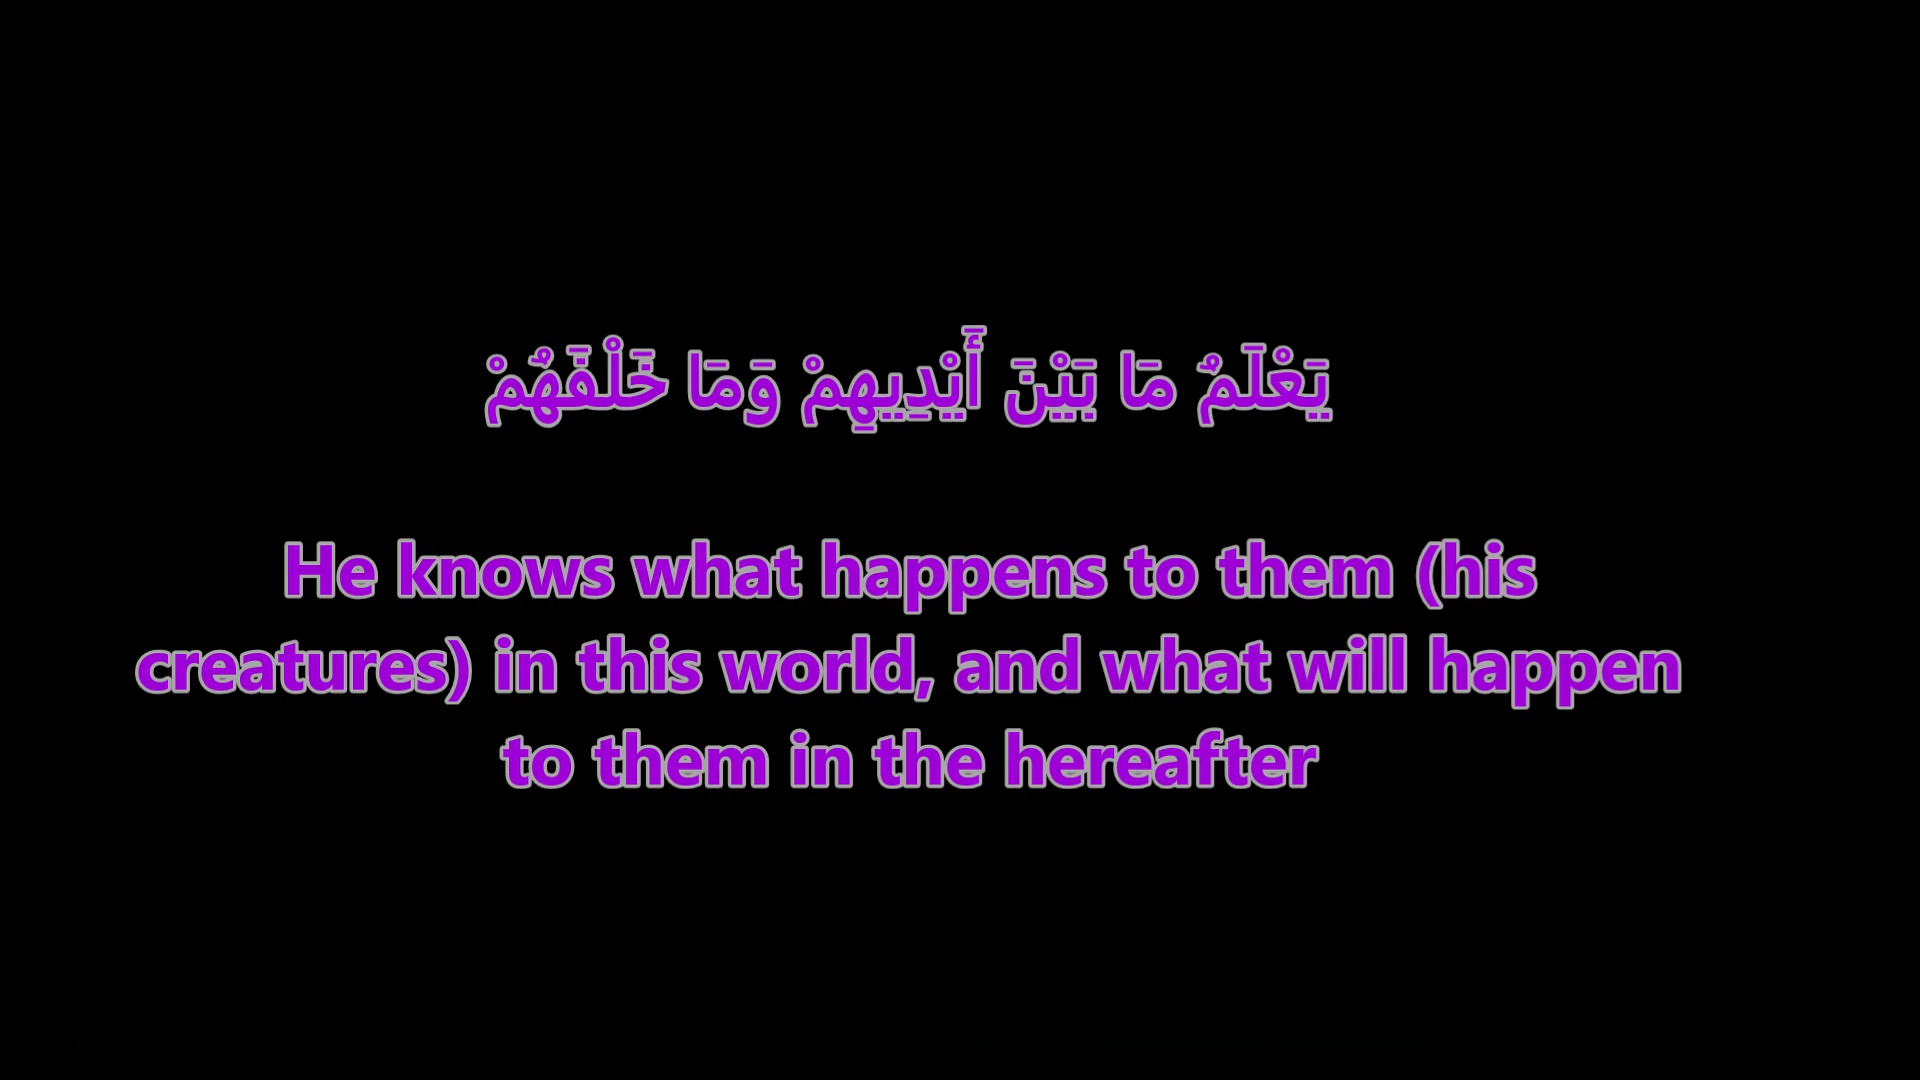 يَعْلَمُ مَا بَيْنَ أَيْدِيهِمْ وَمَا خَلْفَهُمْ
He knows what happens to them (his
creatures) in this world, and what will happen
to them in the hereafter